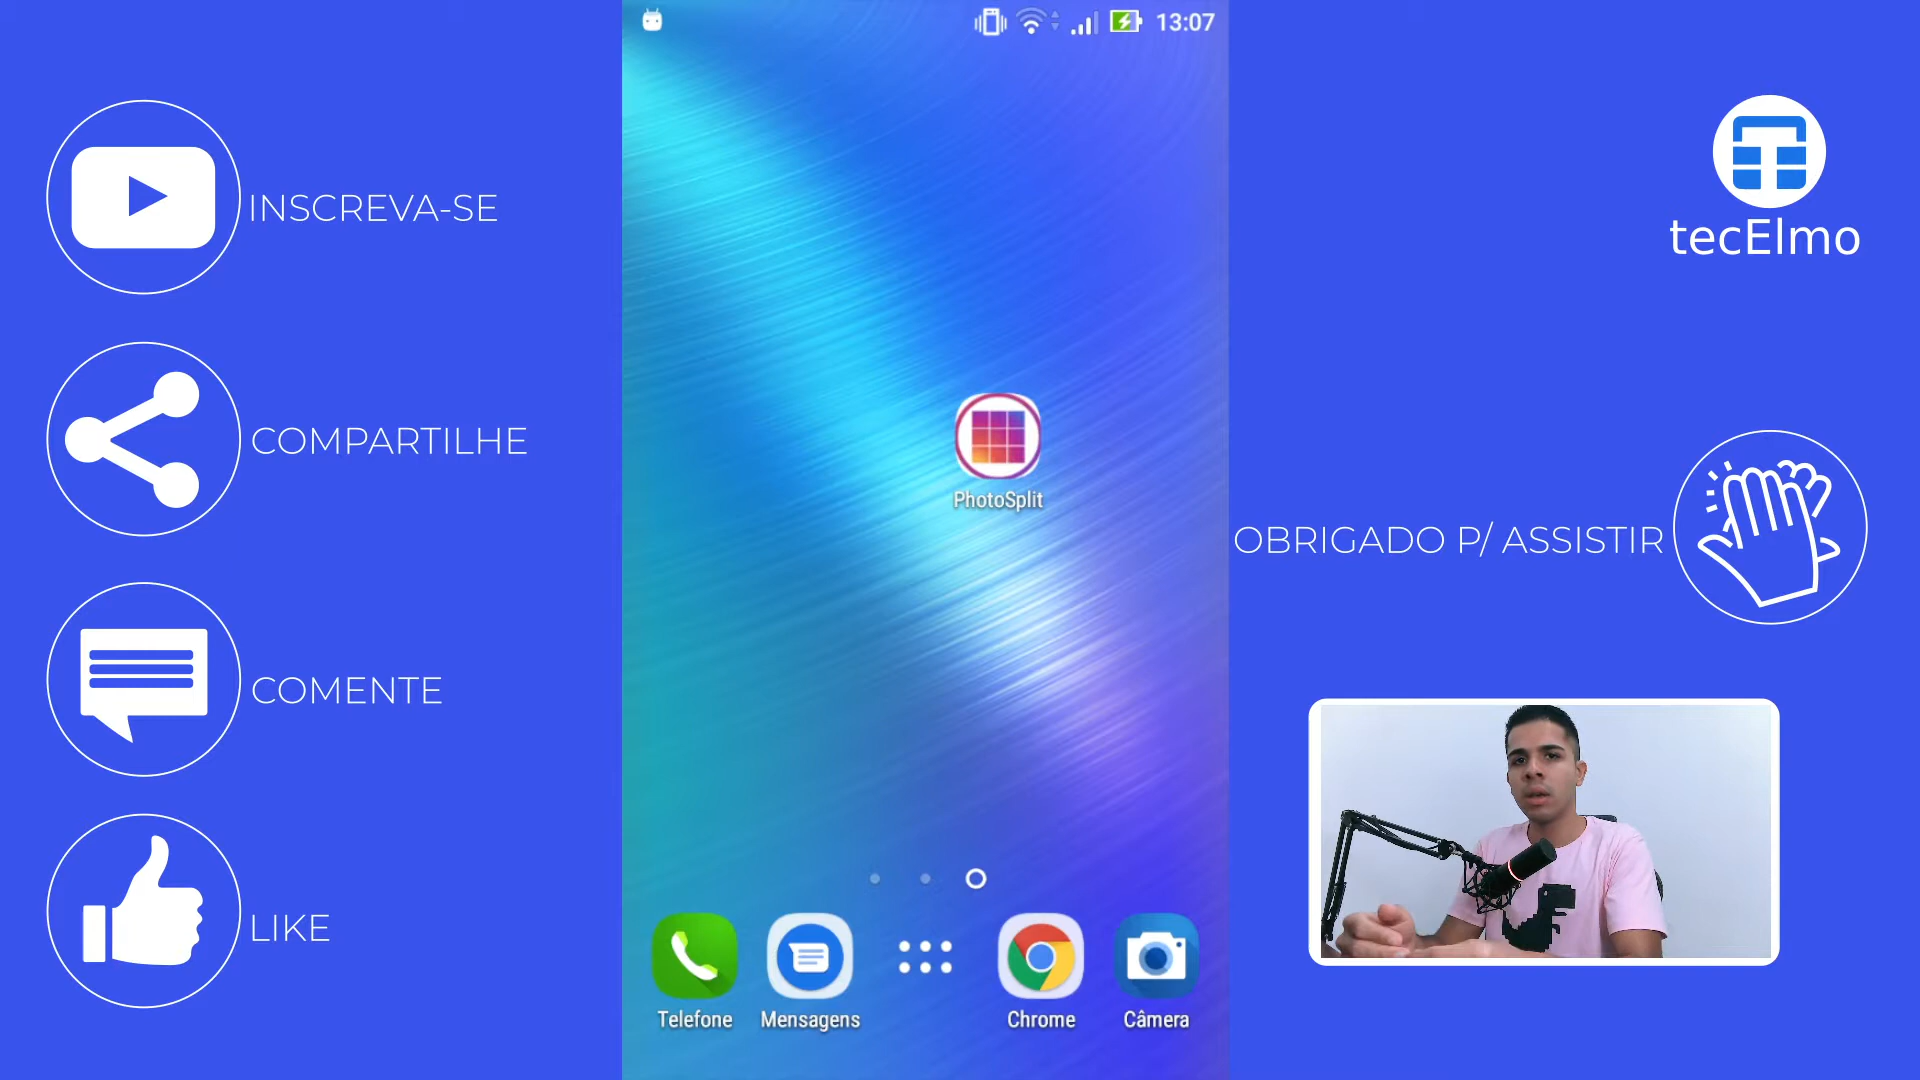 13:07
INSCREVA-SE
tecElmo
COMPARTILHE
PhotoSplit
OBRIGADO P/ ASSISTIR
COMENTE
LIKE
Telefone
Mensagens
Chrome
Câmera